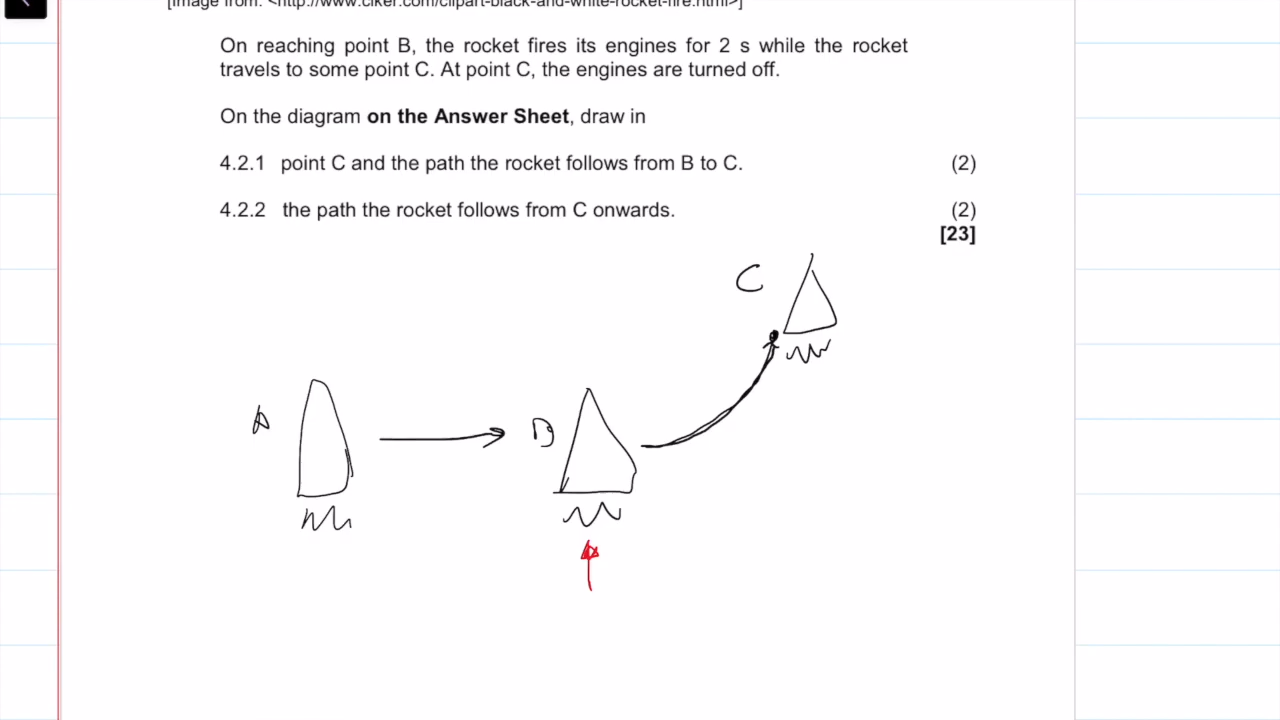 [Image from: <http://www.clker.com/clipart-black-and-white-rocket-fire.html>]
On reaching point B, the rocket fires its engines for 2 s while the rocket
travels to some point C. At point C, the engines are turned off.
On the diagram on the Answer Sheet, draw in
4.2.1 point C and the path the rocket follows from B to C. (2)
4.2.2 the path the rocket follows from C onwards. (2)
[23]
C
A
B